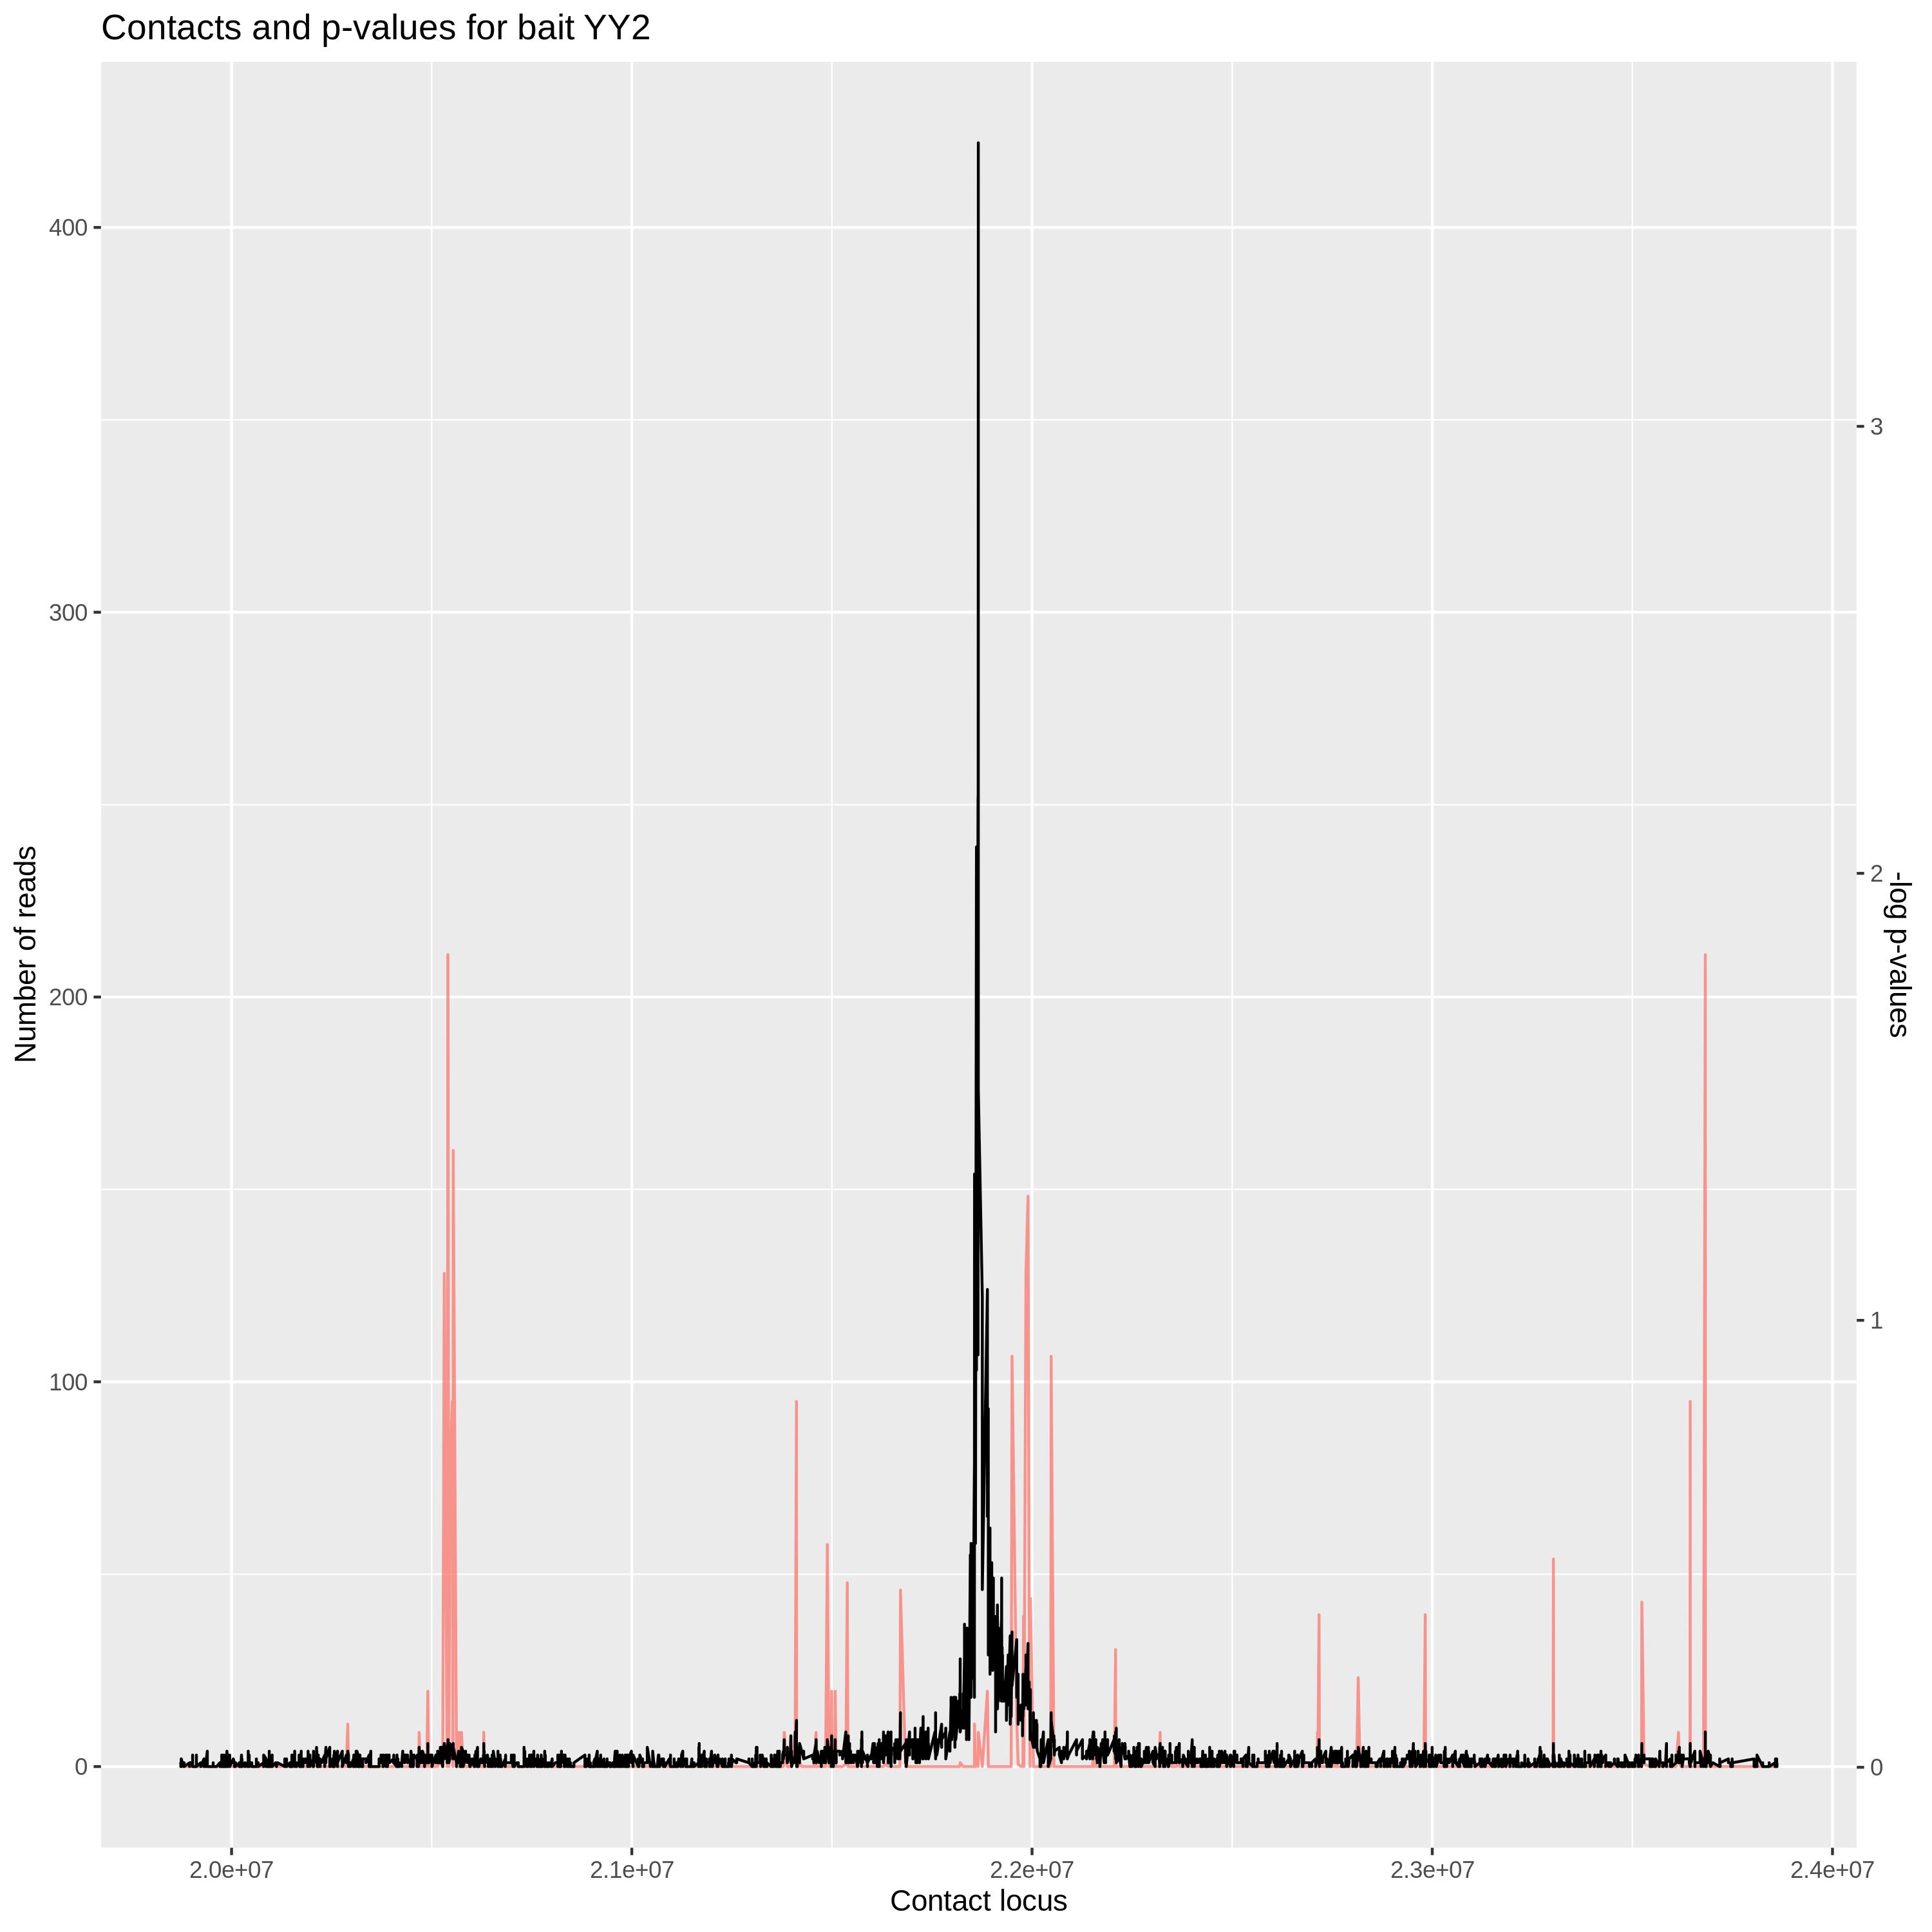 Contacts and p-values for bait YY2
Number of reads
400
300
200
100
0
3
2
1
0
-log p-values
2.0e+07
2.1e+07
2.2e+07
2.3e+07
2.4e+07
Contact locus